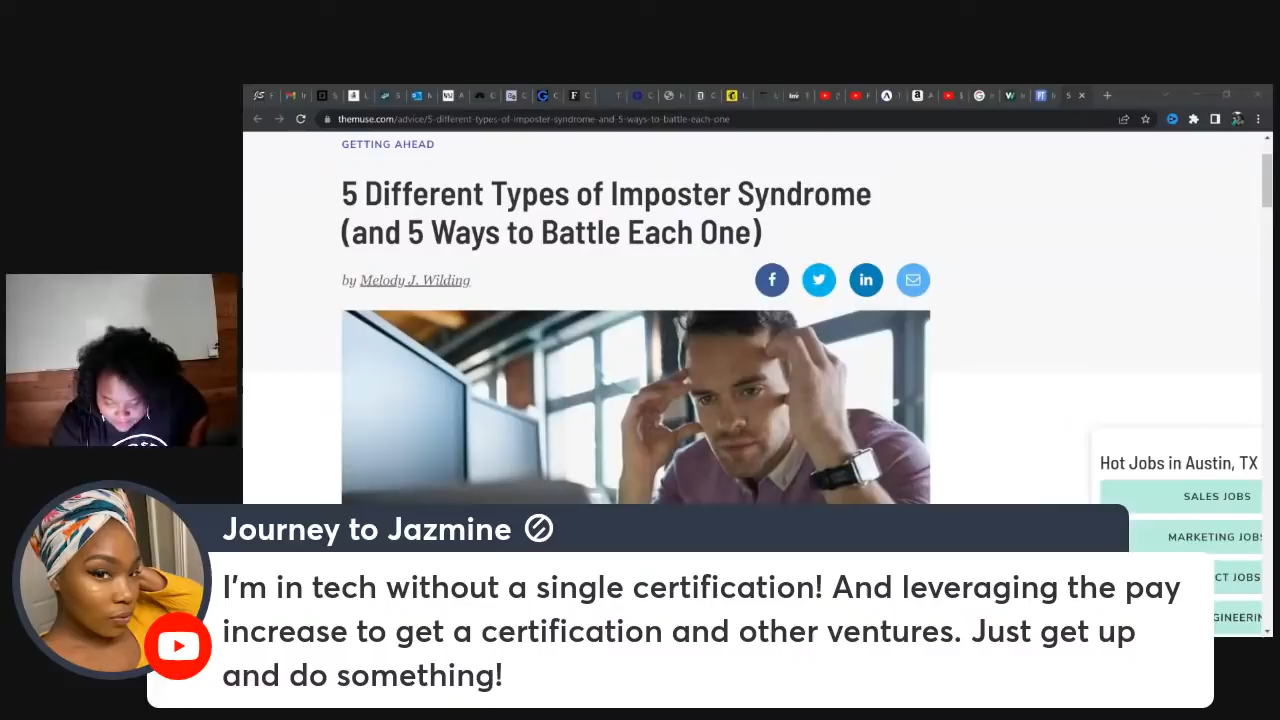 themuse.com/advice/5-different-types-of-imposter-syndrome-and-5-ways-to-battle-each-one
GETTING AHEAD
5 Different Types of Imposter Syndrome
(and 5 Ways to Battle Each One)
by Melody J. Wilding
Hot Jobs in Austin, TX
SALES JOBS
MARKETING JOBS
CT JOBS
GINEERIN
Journey to Jazmine
I'm in tech without a single certification! And leveraging the pay
increase to get a certification and other ventures. Just get up
and do something!